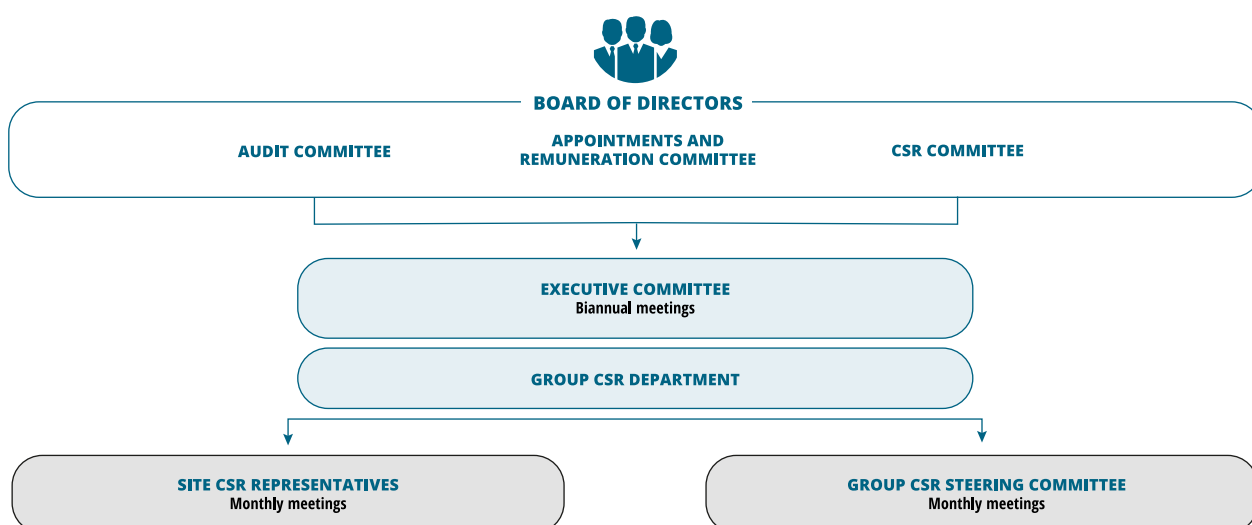 BOARD OF DIRECTORS
AUDIT COMMITTEE
APPOINTMENTS AND
REMUNERATION COMMITTEE
CSR COMMITTEE
EXECUTIVE COMMITTEE
Biannual meetings
GROUP CSR DEPARTMENT
SITE CSR REPRESENTATIVES
Monthly meetings
GROUP CSR STEERING COMMITTEE
Monthly meetings